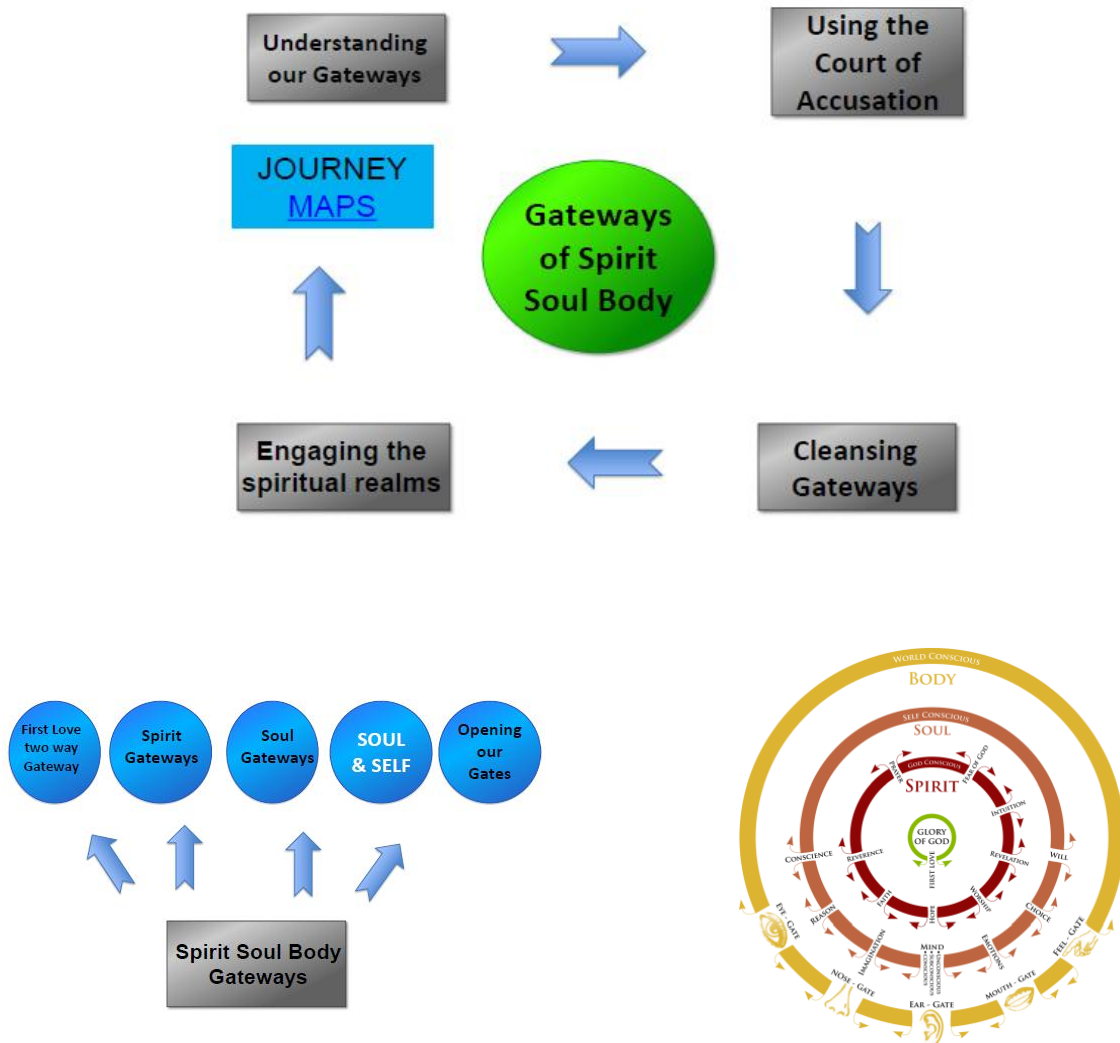 Understanding
our Gateways
Using the
Court of
Accusation
JOURNEY
MAPS
Gateways
of Spirit
Soul Body
Engaging the
spiritual realms
Cleansing
Gateways
First Love
two way
Gateway
Spirit
Gateways
Soul
Gateways
SOUL
& SELF
Opening
our
Gates
Spirit Soul Body
Gateways
WORLD CONSCIOUS
BODY
SELF CONSCIOUS
SOUL
GOD CONSCIOUS
SPIRIT
PRAYER
FEAR OF GOD
INTUITION
REVELATION
WORSHIP
HOPE
FAITH
REVERENCE
GLORY
OF GOD
FIRST LOVE
CONSCIENCE
REASON
IMAGINATION
MIND
CONSCIOUS
SUBCONSCIOUS
UNCONSCIOUS
EMOTIONS
CHOICE
WILL
EYE - GATE
NOSE - GATE
EAR - GATE
MOUTH - GATE
FEEL - GATE